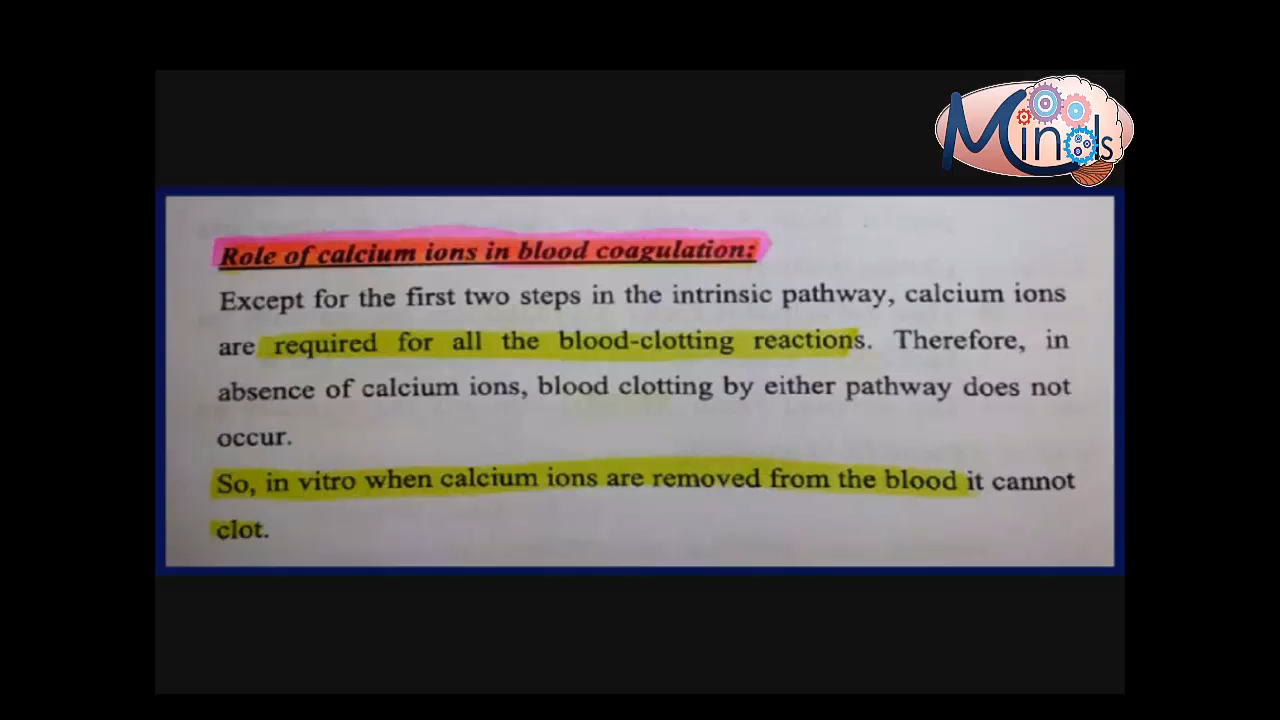 Minds
Role of calcium ions in blood coagulation:
Except for the first two steps in the intrinsic pathway, calcium ions
are required for all the blood-clotting reactions. Therefore, in
absence of calcium ions, blood clotting by either pathway does not
occur.
So, in vitro when calcium ions are removed from the blood it cannot
clot.